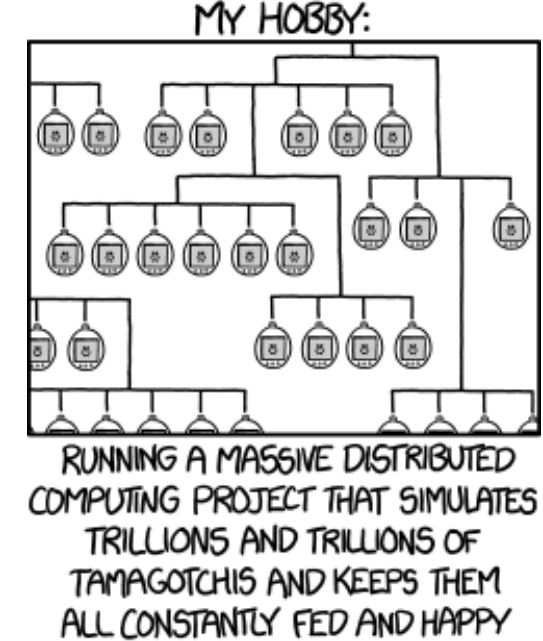 MY HOBBY:
RUNNING A MASSIVE DISTRIBUTED
COMPUTING PROJECT THAT SIMULATES
TRILLIONS AND TRILLIONS OF
TAMAGOTCHIS AND KEEPS THEM
ALL CONSTANTLY FED AND HAPPY